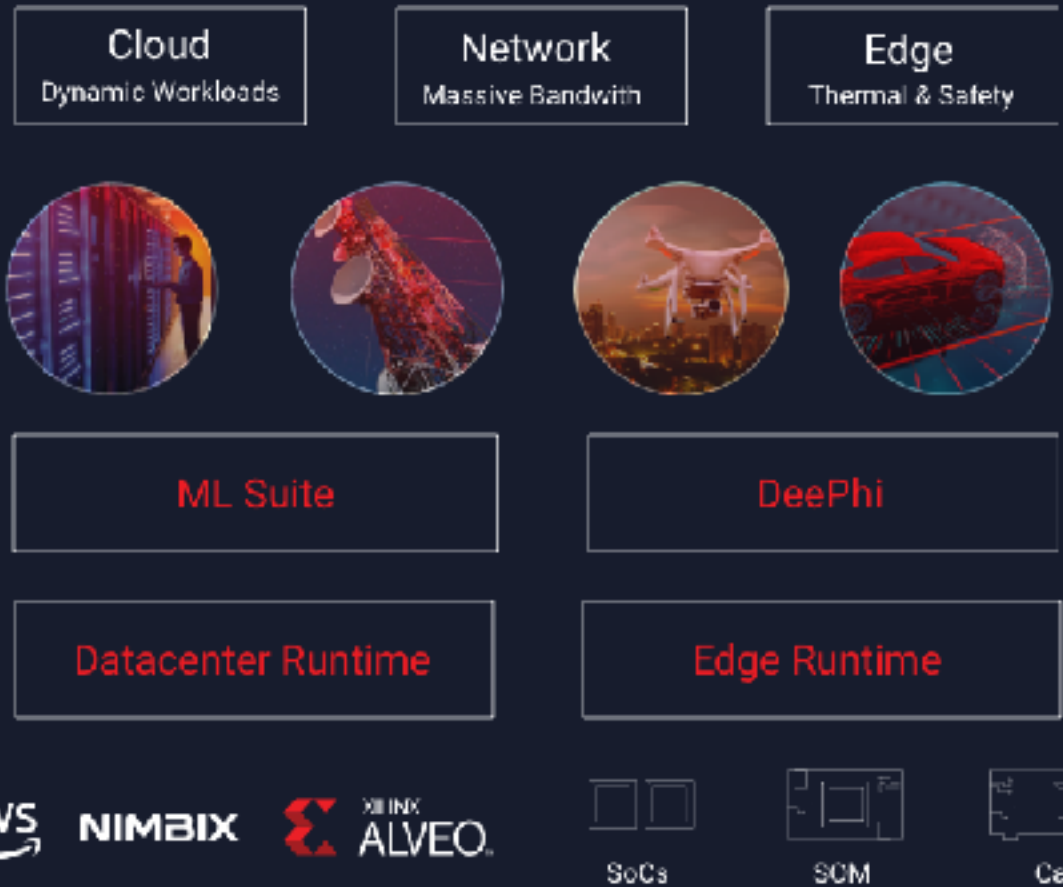 Cloud
Dynamic Workloads
Network
Massive Bandwith
Edge
Thermal & Safety
ML Suite
DeePhi
Datacenter Runtime
Edge Runtime
NIMBIX
XILINX
ALVEO.
SoCs
SOM